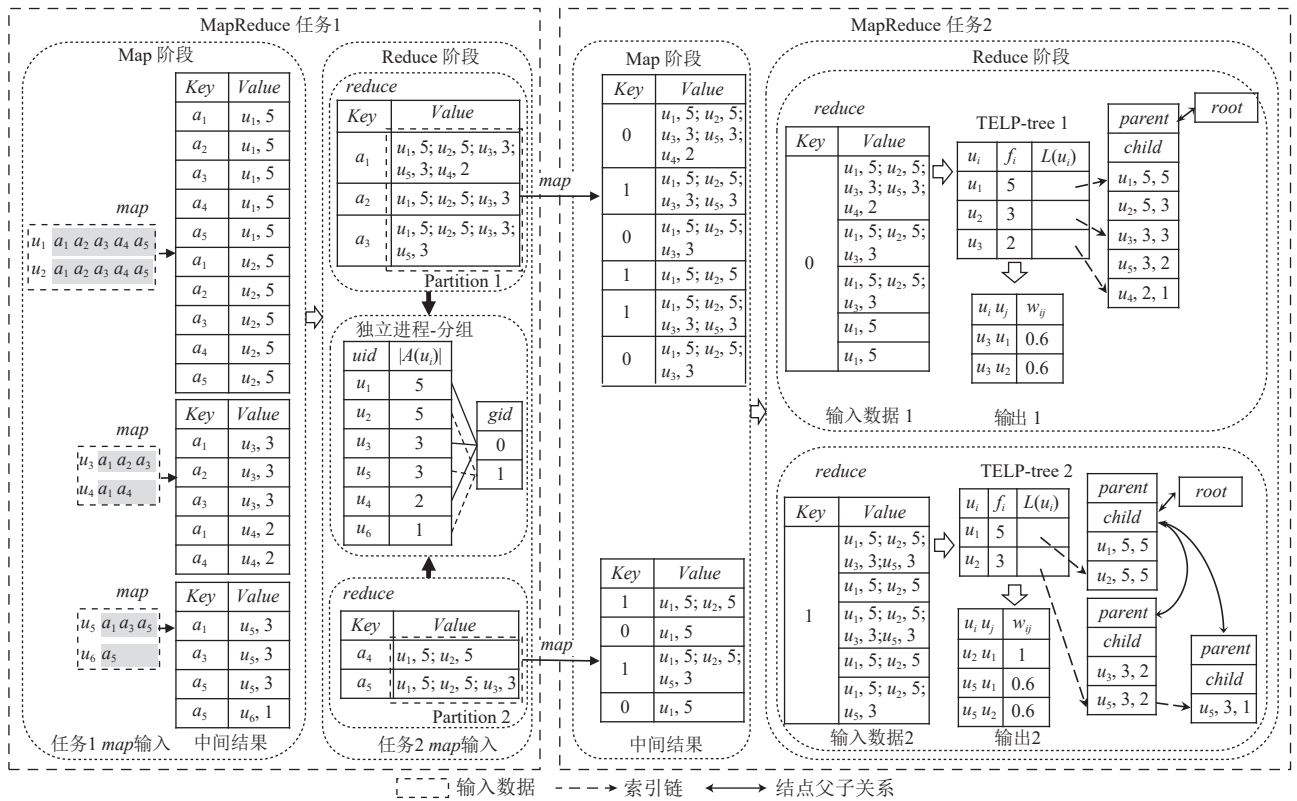 MapReduce 任务1
Map 阶段
map
u₁ a₁ a₂ a₃ a₄ a₅
u₂ a₁ a₂ a₃ a₄ a₅
Key Value
a₁ u₁, 5
a₂ u₁, 5
a₃ u₁, 5
a₄ u₁, 5
a₅ u₁, 5
a₁ u₂, 5
a₂ u₂, 5
a₃ u₂, 5
a₄ u₂, 5
a₅ u₂, 5
map
u₃ a₁ a₂ a₃
u₄ a₁ a₄
Key Value
a₁ u₃, 3
a₂ u₃, 3
a₃ u₃, 3
a₁ u₄, 2
a₄ u₄, 2
map
u₅ a₁ a₃ a₅
u₆ a₅
Key Value
a₁ u₅, 3
a₃ u₅, 3
a₅ u₅, 3
a₅ u₆, 1
任务1 map输入
中间结果
Reduce 阶段
reduce
Key Value
a₁ u₁, 5; u₂, 5; u₃, 3;
u₅, 3; u₄, 2
a₂ u₁, 5; u₂, 5; u₃, 3
a₃ u₁, 5; u₂, 5; u₃, 3;
u₅, 3
Partition 1
独立进程-分组
uid |A(uᵢ)|
u₁ 5
u₂ 5
u₃ 3
u₅ 3
u₄ 2
u₆ 1
gid
0
1
reduce
Key Value
a₄ u₁, 5; u₂, 5
a₅ u₁, 5; u₂, 5; u₃, 3
Partition 2
任务2 map输入
map
map
MapReduce 任务2
Map 阶段
Key Value
0 u₁, 5; u₂, 5;
u₃, 3; u₅, 3;
u₄, 2
1 u₁, 5; u₂, 5;
u₃, 3; u₅, 3
0 u₁, 5; u₂, 5;
u₃, 3
1 u₁, 5; u₂, 5
1 u₁, 5; u₂, 5;
u₃, 3; u₅, 3
0 u₁, 5; u₂, 5;
u₃, 3
Key Value
1 u₁, 5; u₂, 5
0 u₁, 5
1 u₁, 5; u₂, 5;
u₅, 3
0 u₁, 5
中间结果
Reduce 阶段
reduce
Key Value
0
u₁, 5; u₂, 5;
u₃, 3; u₅, 3;
u₄, 2
u₁, 5; u₂, 5;
u₃, 3
u₁, 5; u₂, 5;
u₃, 3
u₁, 5
u₁, 5
输入数据 1
TELP-tree 1
uᵢ fᵢ L(uᵢ)
u₁ 5
u₂ 3
u₃ 2
uᵢ uⱼ wᵢⱼ
u₃ u₁ 0.6
u₃ u₂ 0.6
输出 1
parent
child
u₁, 5, 5
u₂, 5, 3
u₃, 3, 3
u₅, 3, 2
u₄, 2, 1
root
reduce
Key Value
1
u₁, 5; u₂, 5;
u₃, 3;u₅, 3
u₁, 5; u₂, 5
u₁, 5; u₂, 5;
u₃, 3;u₅, 3
u₁, 5; u₂, 5
u₁, 5; u₂, 5;
u₅, 3
输入数据2
TELP-tree 2
uᵢ fᵢ L(uᵢ)
u₁ 5
u₂ 3
uᵢ uⱼ wᵢⱼ
u₂ u₁ 1
u₅ u₁ 0.6
u₅ u₂ 0.6
输出2
parent
child
u₁, 5, 5
u₂, 5, 5
root
parent
child
u₃, 3, 2
u₅, 3, 2
parent
child
u₅, 3, 1
输入数据
索引链
结点父子关系